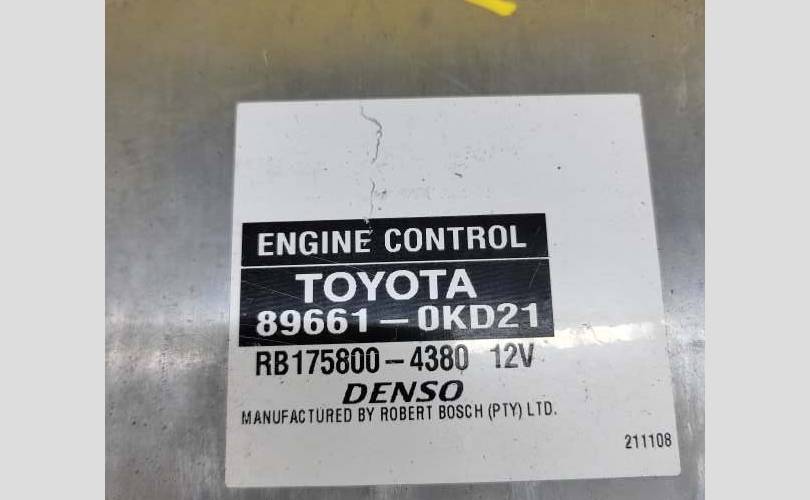 ENGINE CONTROL
TOYOTA
89661-0KD21
RB175800-4380 12V
DENSO
MANUFACTURED BY ROBERT BOSCH (PTY) LTD.
211108